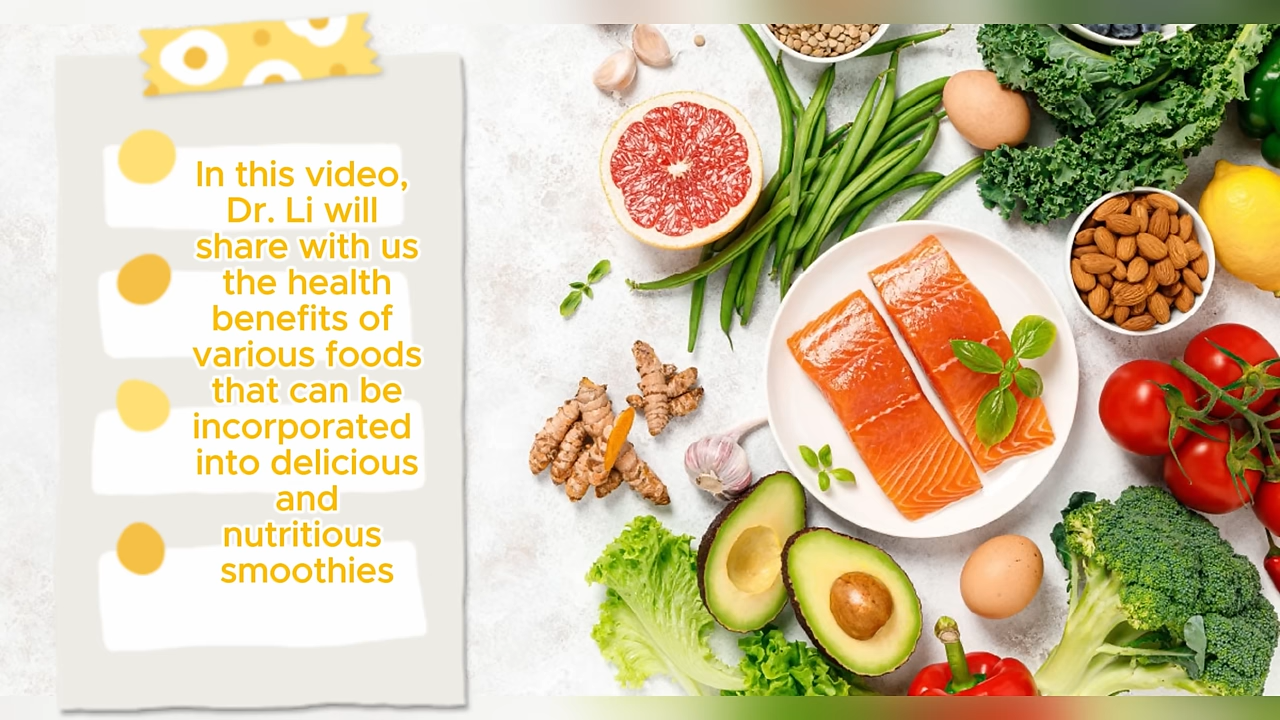 In this video,
Dr. Li will
share with us
the health
benefits of
various foods
that can be
incorporated
into delicious
and
nutritious
smoothies